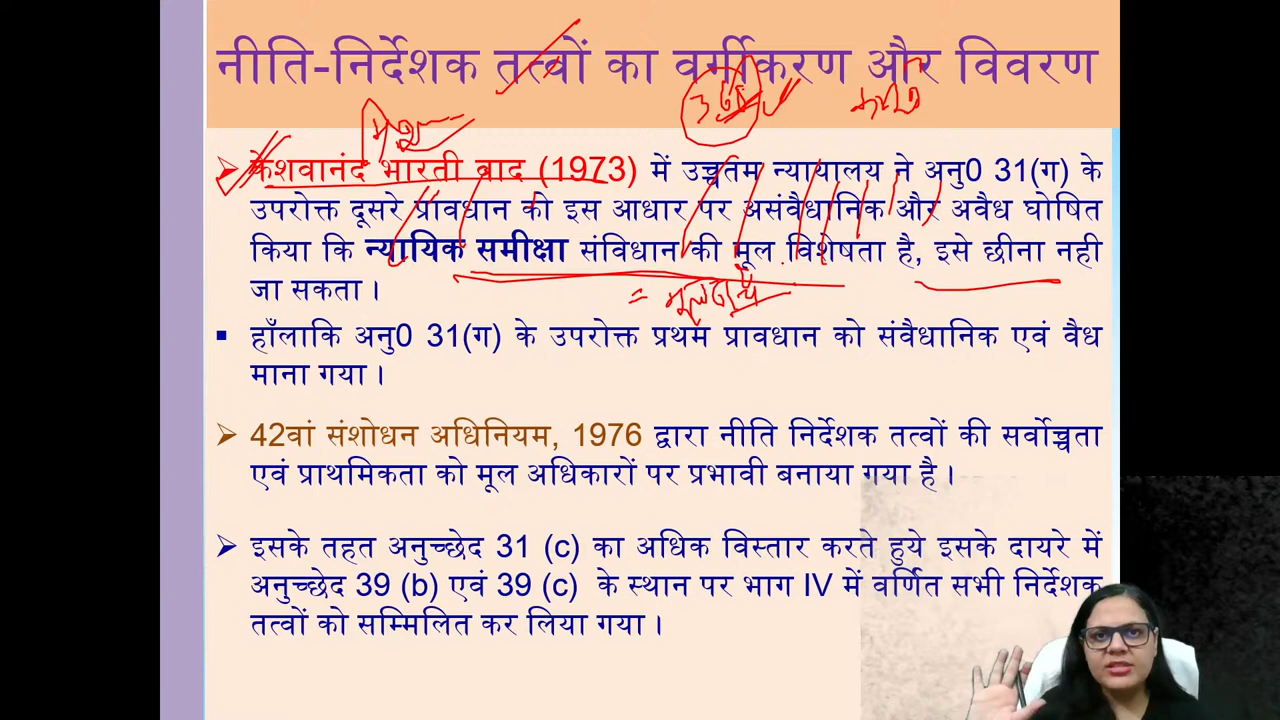 नीति-निर्देशक तत्वों का वर्गीकरण और विवरण
केशवानंद भारती वाद (1973) में उच्चतम न्यायालय ने अनु0 31(ग) के
उपरोक्त दूसरे प्रावधान की इस आधार पर असंवैधानिक और अवैध घोषित
किया कि न्यायिक समीक्षा संविधान की मूल विशेषता है, इसे छीना नही
जा सकता ।
= मूल ढांचे
हाँलाकि अनु0 31(ग) के उपरोक्त प्रथम प्रावधान को संवैधानिक एवं वैध
माना गया ।
42वां संशोधन अधिनियम, 1976 द्वारा नीति निर्देशक तत्वों की सर्वोच्चता
एवं प्राथमिकता को मूल अधिकारों पर प्रभावी बनाया गया है ।
इसके तहत अनुच्छेद 31 (c) का अधिक विस्तार करते हुये इसके दायरे में
अनुच्छेद 39 (b) एवं 39 (c) के स्थान पर भाग IV में वर्णित सभी निर्देशक
तत्वों को सम्मिलित कर लिया गया ।